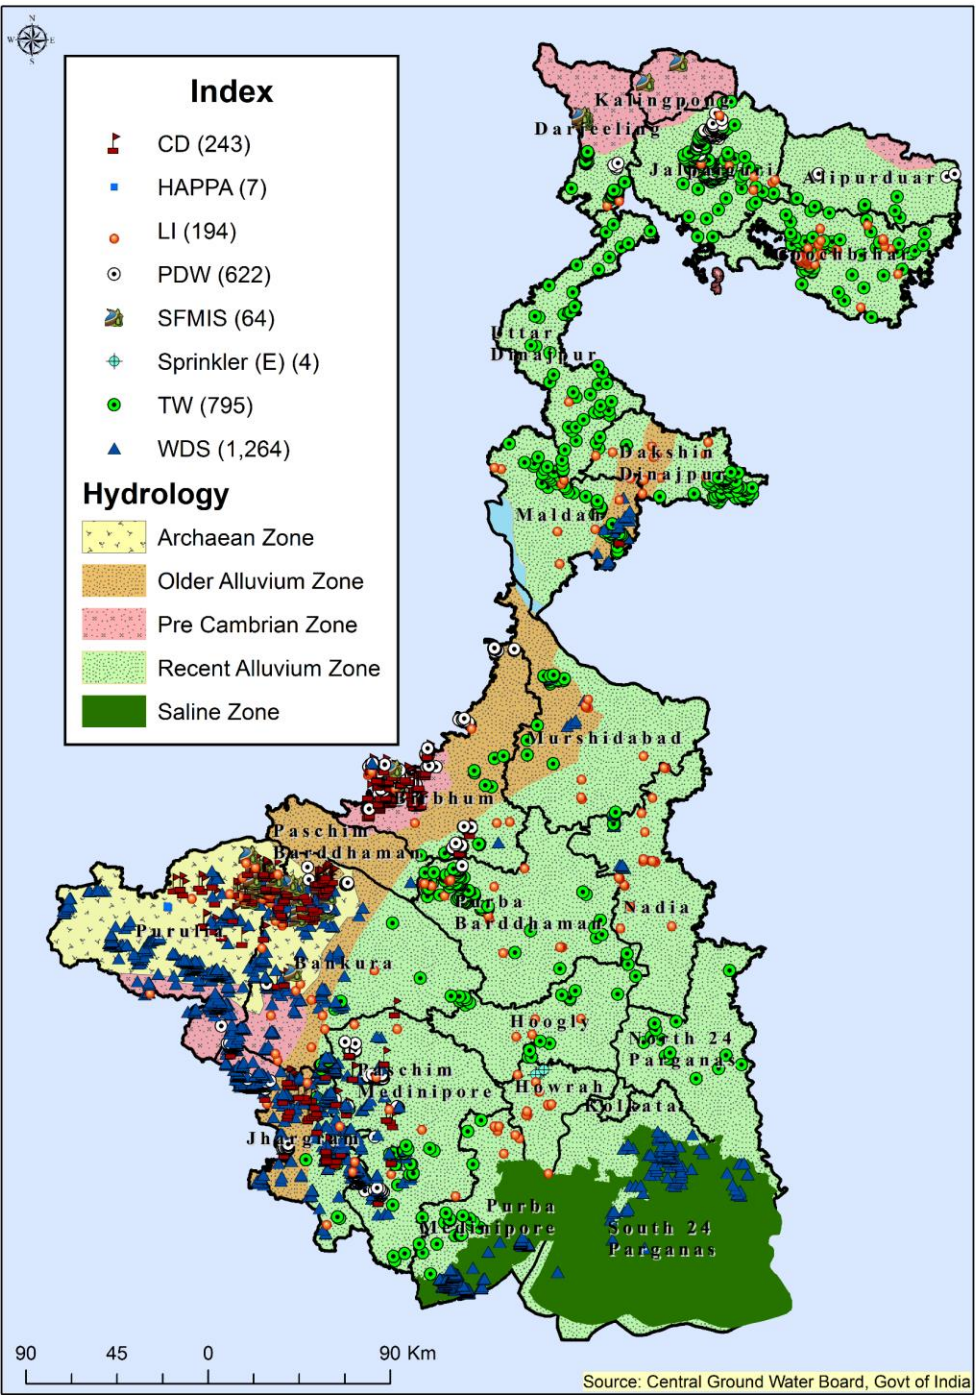 N
W E
S
Index
CD (243)
HAPPA (7)
LI (194)
PDW (622)
SFMIS (64)
Sprinkler (E) (4)
TW (795)
WDS (1,264)
Hydrology
Archaean Zone
Older Alluvium Zone
Pre Cambrian Zone
Recent Alluvium Zone
Saline Zone
Kalingpong
Darjeeling
Jalpaiguri
Alipurduar
Coochbihar
Uttar
Dinajpur
Dakshin
Dinajpur
Maldah
Murshidabad
Birbhum
Paschim
Barddhaman
Purba
Barddhaman
Nadia
Purulia
Bankura
Hoogly
North 24
Parganas
Paschim
Medinipore
Howrah
Kolkata
Jhargram
Purba
Medinipore
South 24
Parganas
90 45 0 90 Km
Source: Central Ground Water Board, Govt of India